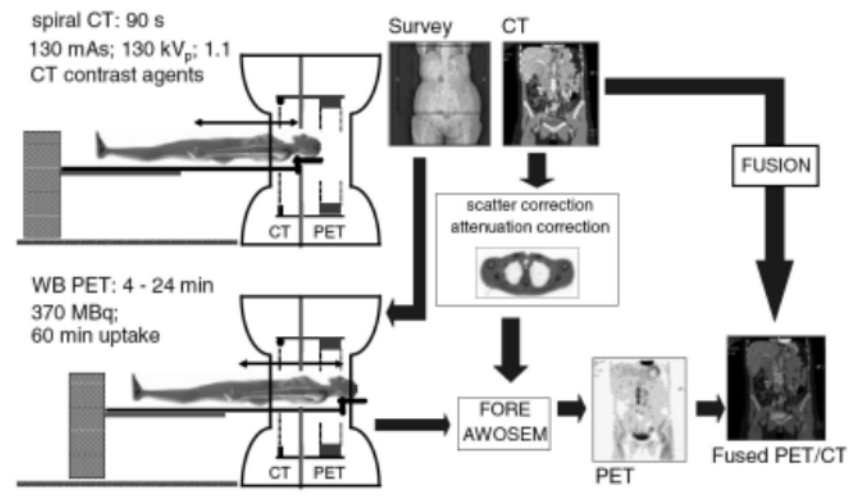 spiral CT: 90 s
130 mAs; 130 kVp; 1.1
CT contrast agents
CT PET
Survey
CT
scatter correction
attenuation correction
FUSION
WB PET: 4 - 24 min
370 MBq;
60 min uptake
CT PET
FORE
AWOSEM
PET
Fused PET/CT